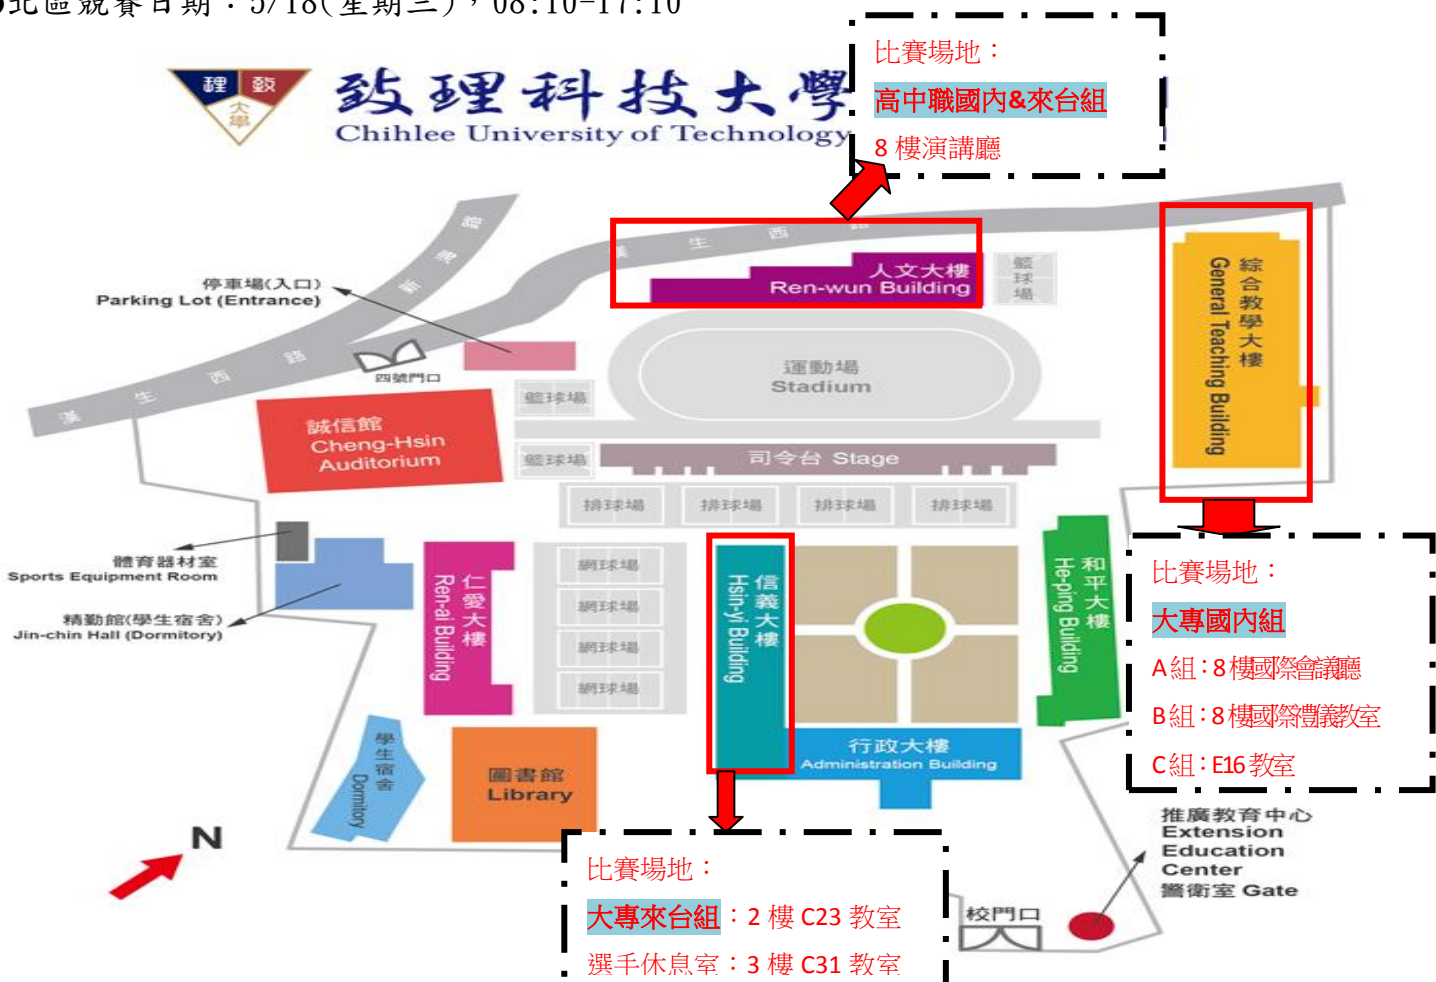 北區競賽日期：5/18(星期三)，08:10-17:10
理 致
大學
致理科技大學
Chihlee University of Technology
比賽場地：
高中職國內&來台組
8 樓演講廳
漢 生 西 路
停車場(入口)
Parking Lot (Entrance)
人文大樓
Ren-wun Building
籃球場
綜合教學大樓
General Teaching Building
漢 生 西 路
四號門口
運動場
Stadium
籃球場
誠信館
Cheng-Hsin
Auditorium
籃球場
司令台 Stage
排球場 排球場 排球場 排球場
體育器材室
Sports Equipment Room
精勤館(學生宿舍)
Jin-chin Hall (Dormitory)
仁愛大樓
Ren-ai Building
網球場
網球場
網球場
網球場
信義大樓
Hsin-yi Building
和平大樓
He-ping Building
比賽場地：
大專國內組
A組：8樓國際會議廳
B組：8樓國際禮儀教室
C組：E16教室
學生宿舍
Dormitory
圖書館
Library
行政大樓
Administration Building
N
比賽場地：
大專來台組：2 樓 C23 教室
選手休息室：3 樓 C31 教室
校門口
推廣教育中心
Extension
Education
Center
警衛室 Gate